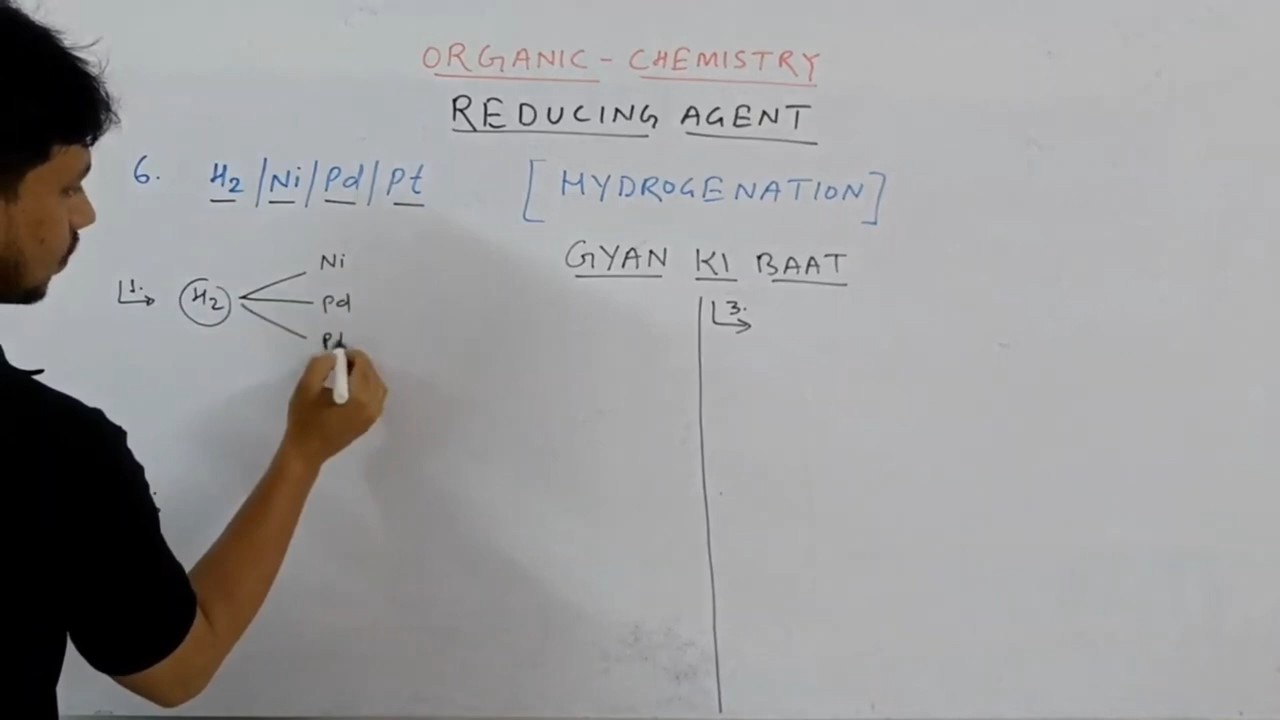 ORGANIC - CHEMISTRY
REDUCING AGENT
6. H2 / Ni / Pd / Pt [HYDROGENATION]
GYAN KI BAAT
1. H2
Ni
Pd
3.